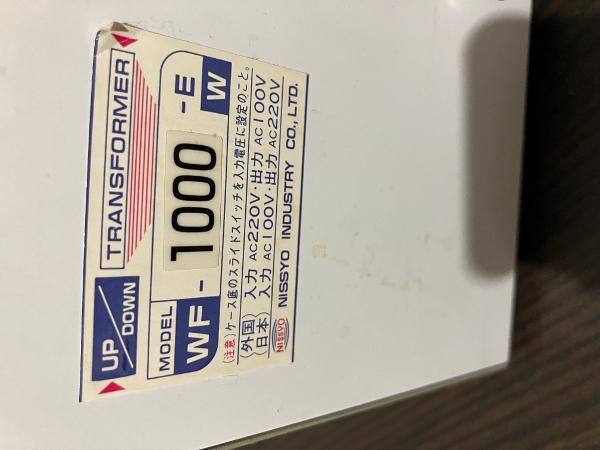 UP/DOWN TRANSFORMER
MODEL
WF-1000-E W
(注意)ケース底のスライドスイッチを入力電圧に設定のこと。
(外国)入力 AC220V・出力 AC100V
(日本)入力 AC100V・出力 AC220V
NISSYO NISSYO INDUSTRY CO., LTD.